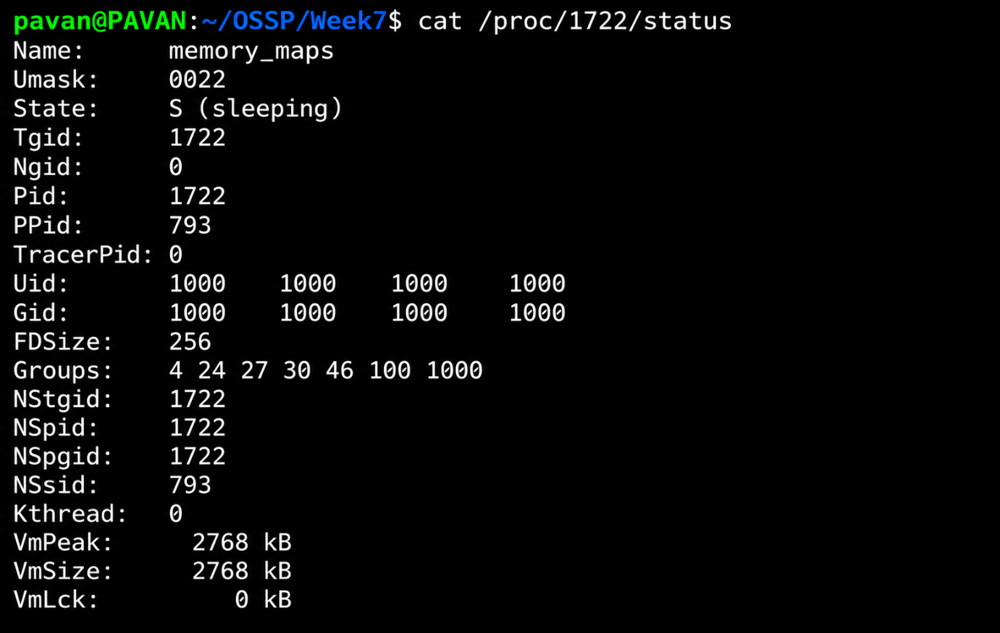 pavan@PAVAN:~/OSSP/Week7$ cat /proc/1722/status
Name: memory_maps
Umask: 0022
State: S (sleeping)
Tgid: 1722
Ngid: 0
Pid: 1722
PPid: 793
TracerPid: 0
Uid: 1000 1000 1000 1000
Gid: 1000 1000 1000 1000
FDSize: 256
Groups: 4 24 27 30 46 100 1000
NStgid: 1722
NSpid: 1722
NSpgid: 1722
NSsid: 793
Kthread: 0
VmPeak: 2768 kB
VmSize: 2768 kB
VmLck: 0 kB